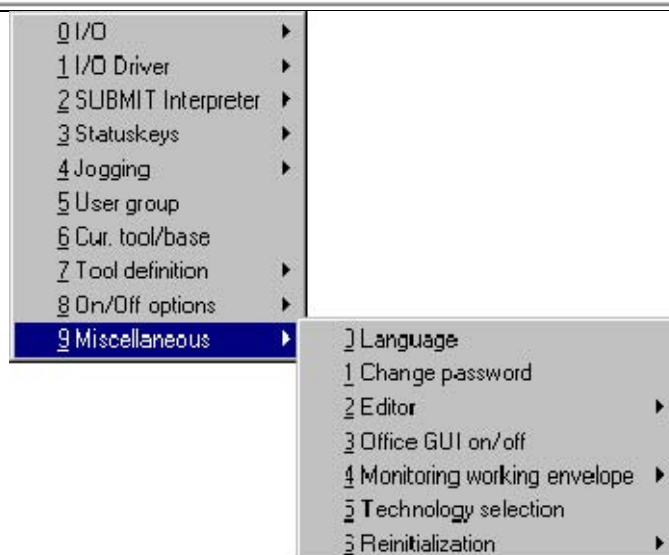 0 I/O
1 I/O Driver
2 SUBMIT Interpreter
3 Statuskeys
4 Jogging
5 User group
6 Cur. tool/base
7 Tool definition
8 On/Off options
9 Miscellaneous
0 Language
1 Change password
2 Editor
3 Office GUI on/off
4 Monitoring working envelope
5 Technology selection
6 Reinitialization